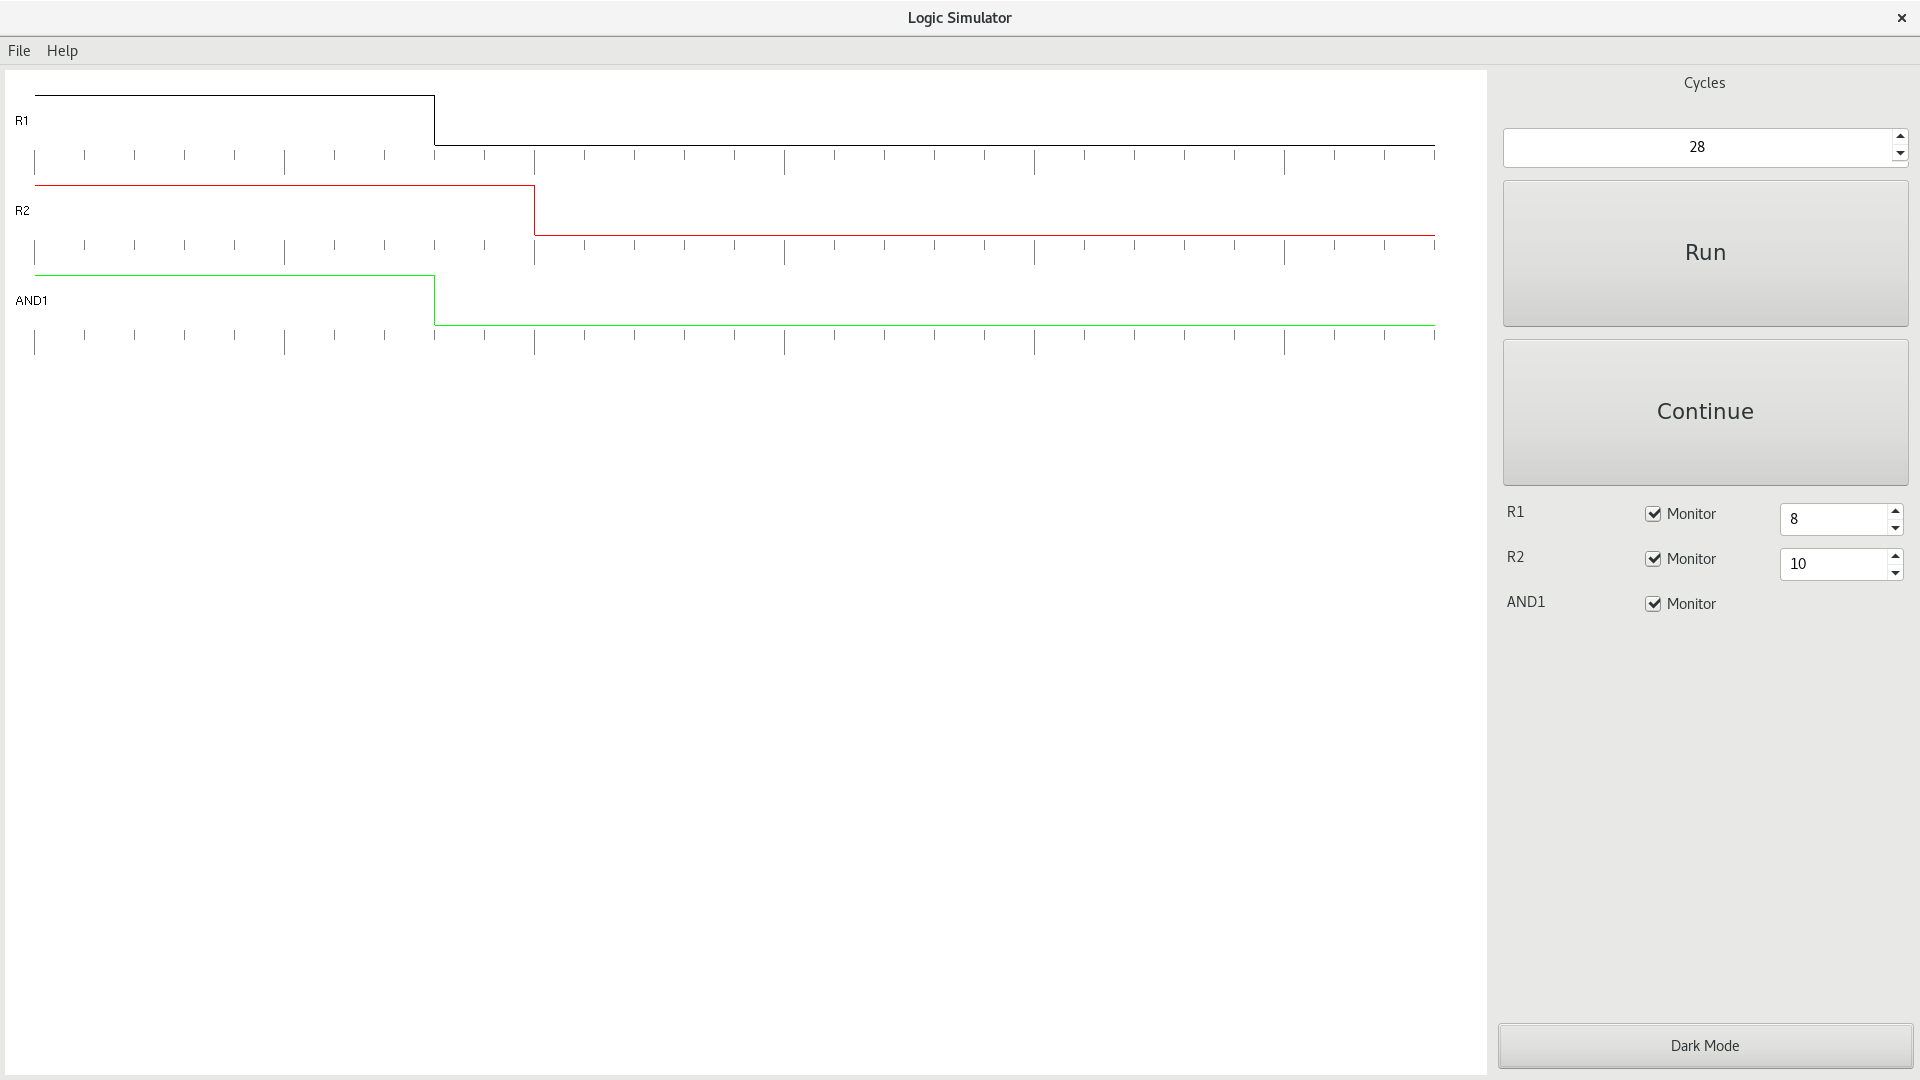 Logic Simulator
File Help
R1
R2
AND1
Cycles
28
Run
Continue
R1 Monitor 8
R2 Monitor 10
AND1 Monitor
Dark Mode